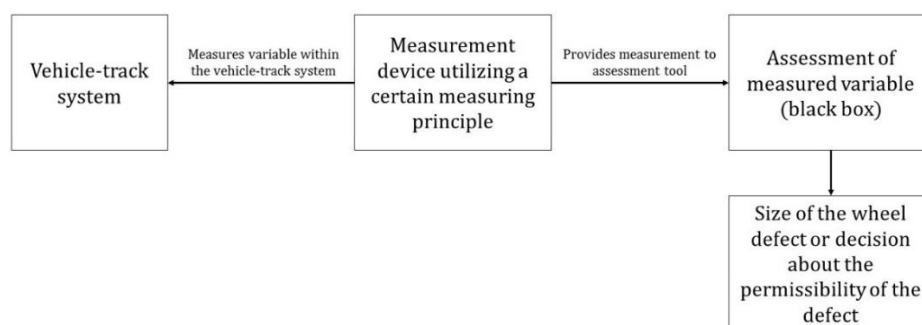 Vehicle-track
system
Measures variable within
the vehicle-track system
Measurement
device utilizing a
certain measuring
principle
Provides measurement to
assessment tool
Assessment of
measured variable
(black box)
Size of the wheel
defect or decision
about the
permissibility of the
defect